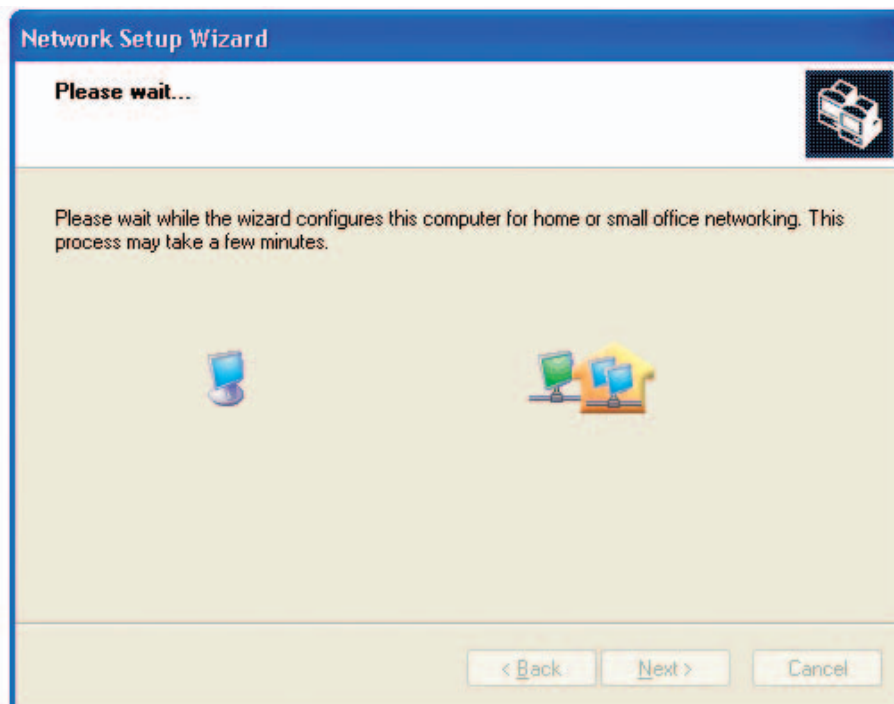 Network Setup Wizard
Please wait...
Please wait while the wizard configures this computer for home or small office networking. This
process may take a few minutes.
< Back
Next >
Cancel